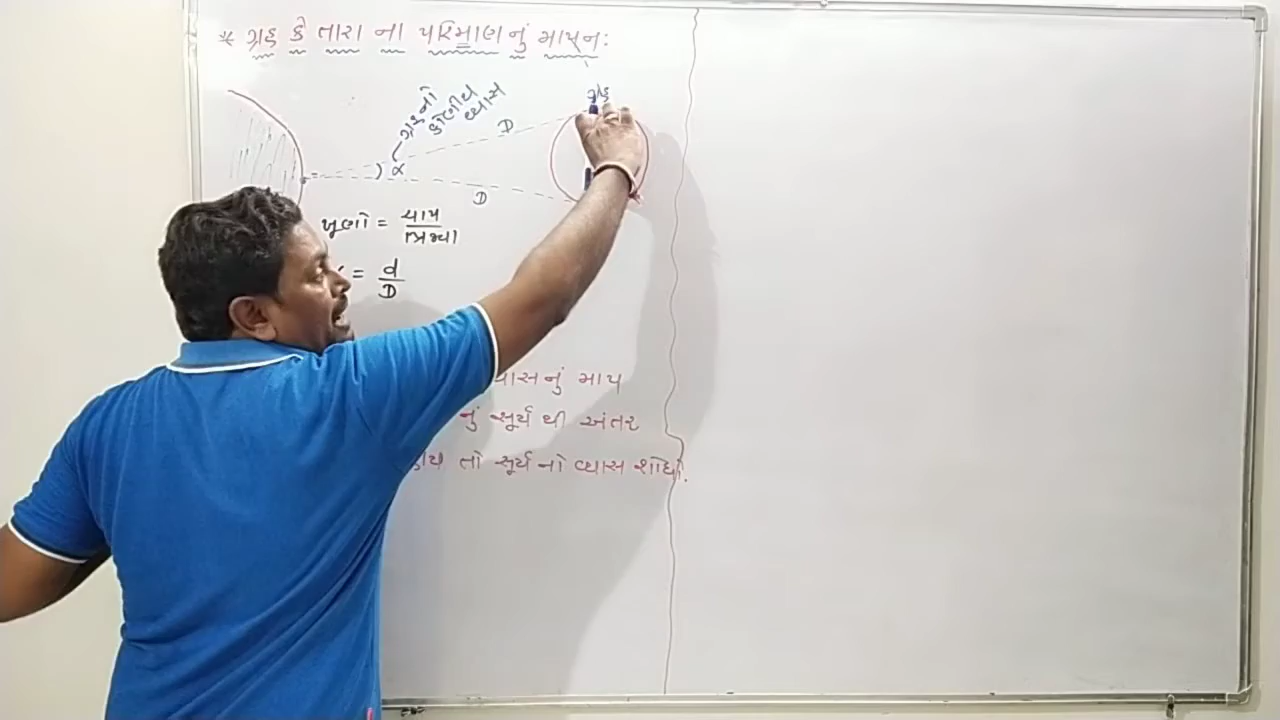 * ગ્રહ કે તારા ના પરિમાણનું માપન:
ગ્રહ
ગ્રહનો
કોણીય
વ્યાસ
D
α
D
ખૂણો = ચાપ / ત્રિજ્યા
= d / D
વ્યાસનું માપ
નું સૂર્ય થી અંતર
તો સૂર્ય નો વ્યાસ શોધો.